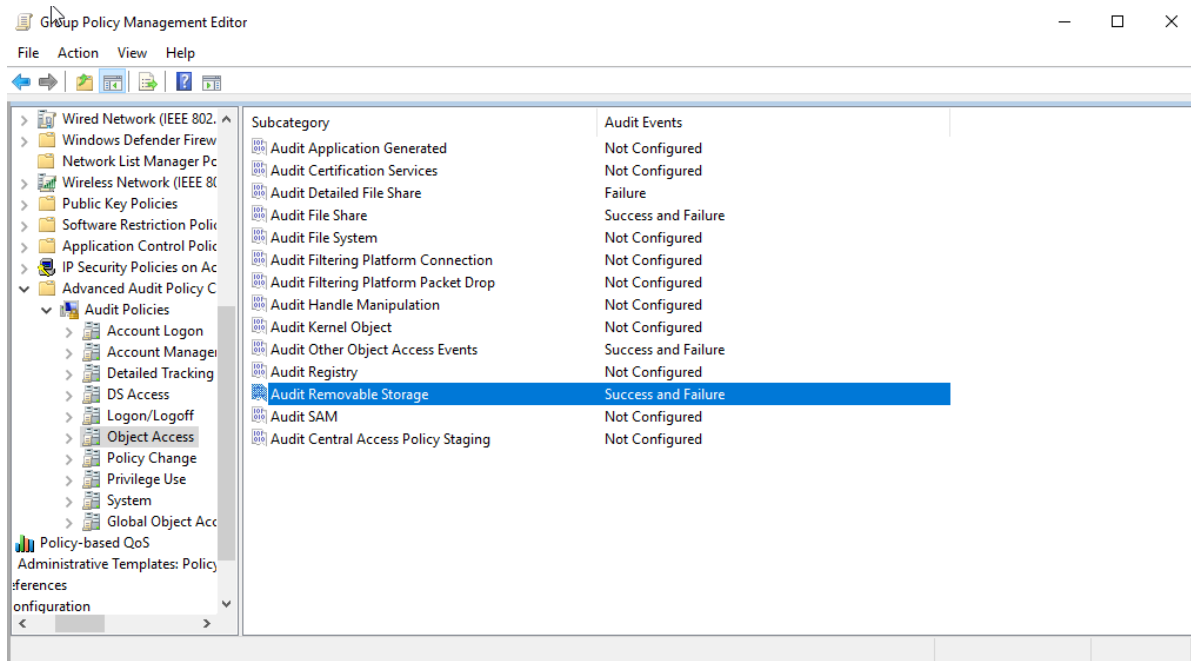 Group Policy Management Editor
File Action View Help
Wired Network (IEEE 802.
Windows Defender Firew
Network List Manager Pc
Wireless Network (IEEE 80
Public Key Policies
Software Restriction Polic
Application Control Polic
IP Security Policies on Ac
Advanced Audit Policy C
Audit Policies
Account Logon
Account Manager
Detailed Tracking
DS Access
Logon/Logoff
Object Access
Policy Change
Privilege Use
System
Global Object Acc
Policy-based QoS
Administrative Templates: Policy
eferences
onfiguration
Subcategory Audit Events
Audit Application Generated Not Configured
Audit Certification Services Not Configured
Audit Detailed File Share Failure
Audit File Share Success and Failure
Audit File System Not Configured
Audit Filtering Platform Connection Not Configured
Audit Filtering Platform Packet Drop Not Configured
Audit Handle Manipulation Not Configured
Audit Kernel Object Not Configured
Audit Other Object Access Events Success and Failure
Audit Registry Not Configured
Audit Removable Storage Success and Failure
Audit SAM Not Configured
Audit Central Access Policy Staging Not Configured